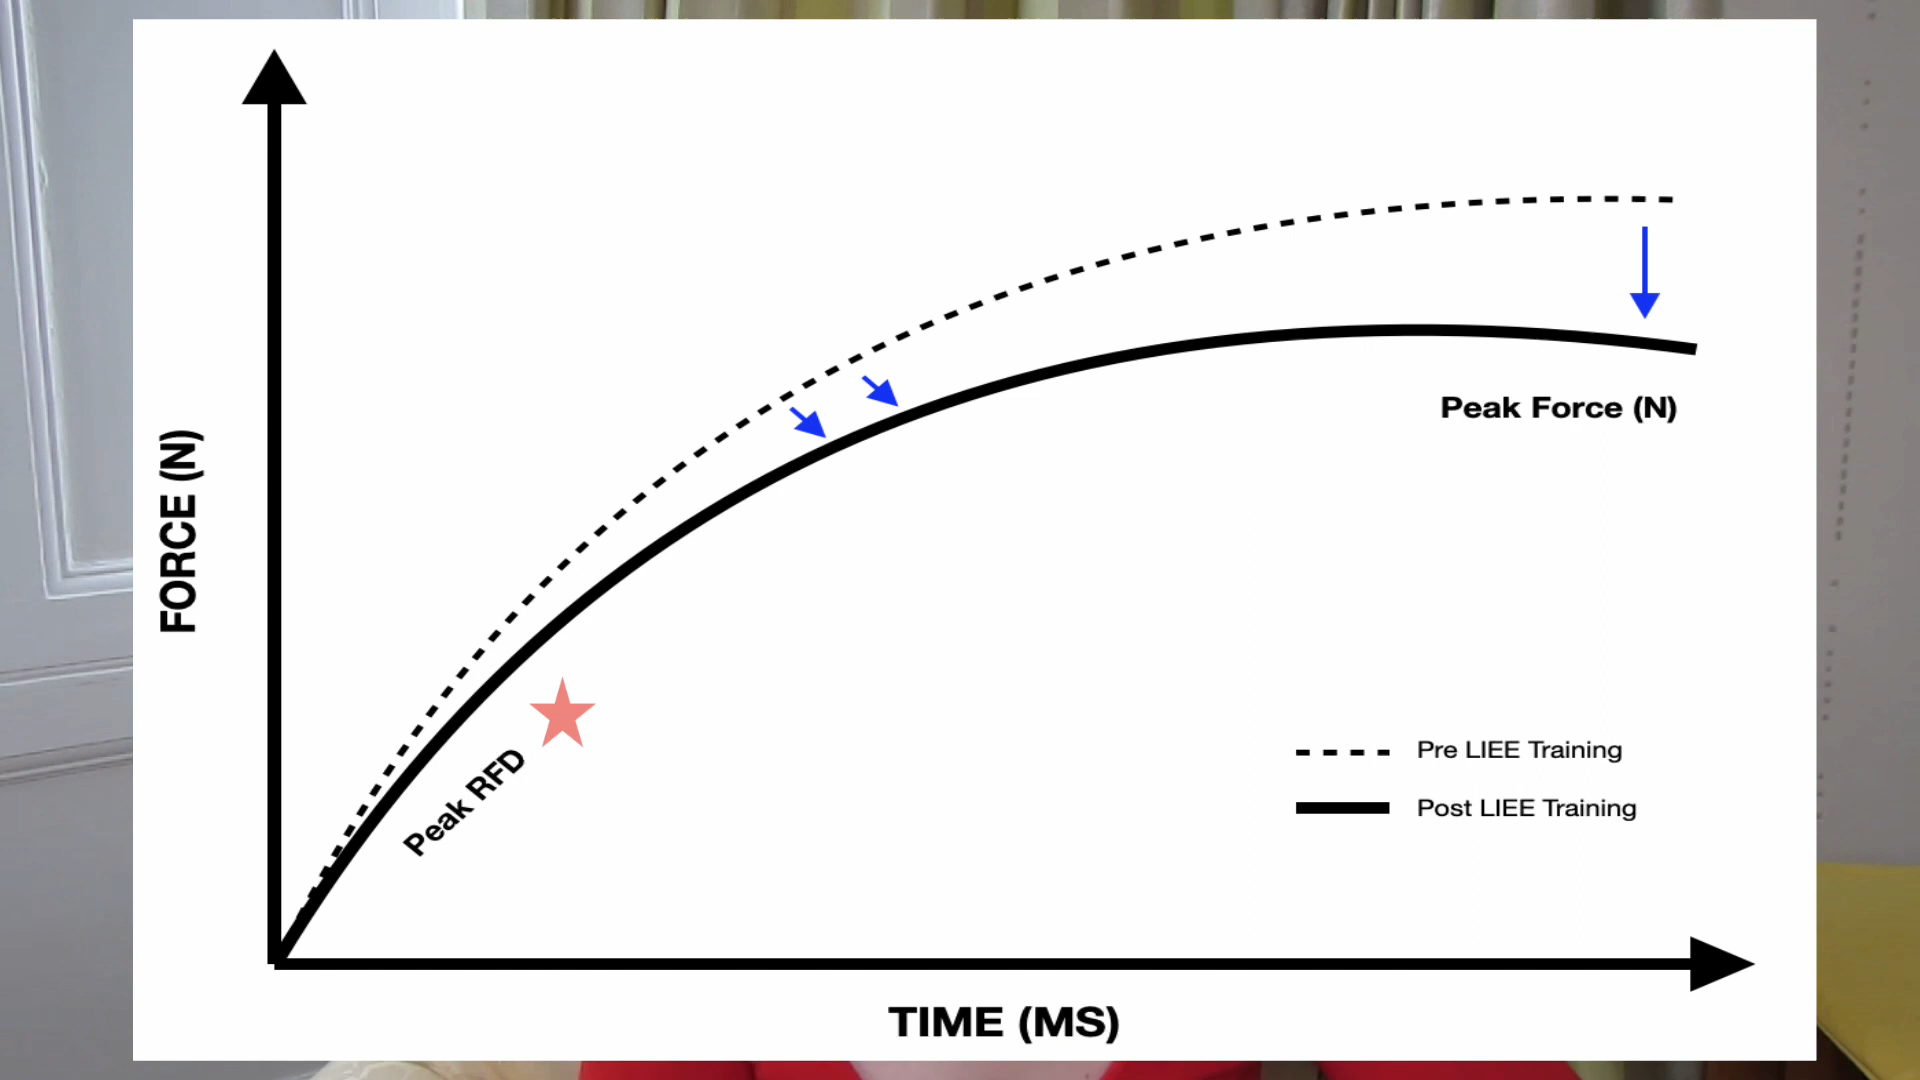 FORCE (N)
Peak Force (N)
Peak RFD
Pre LIEE Training
Post LIEE Training
TIME (MS)